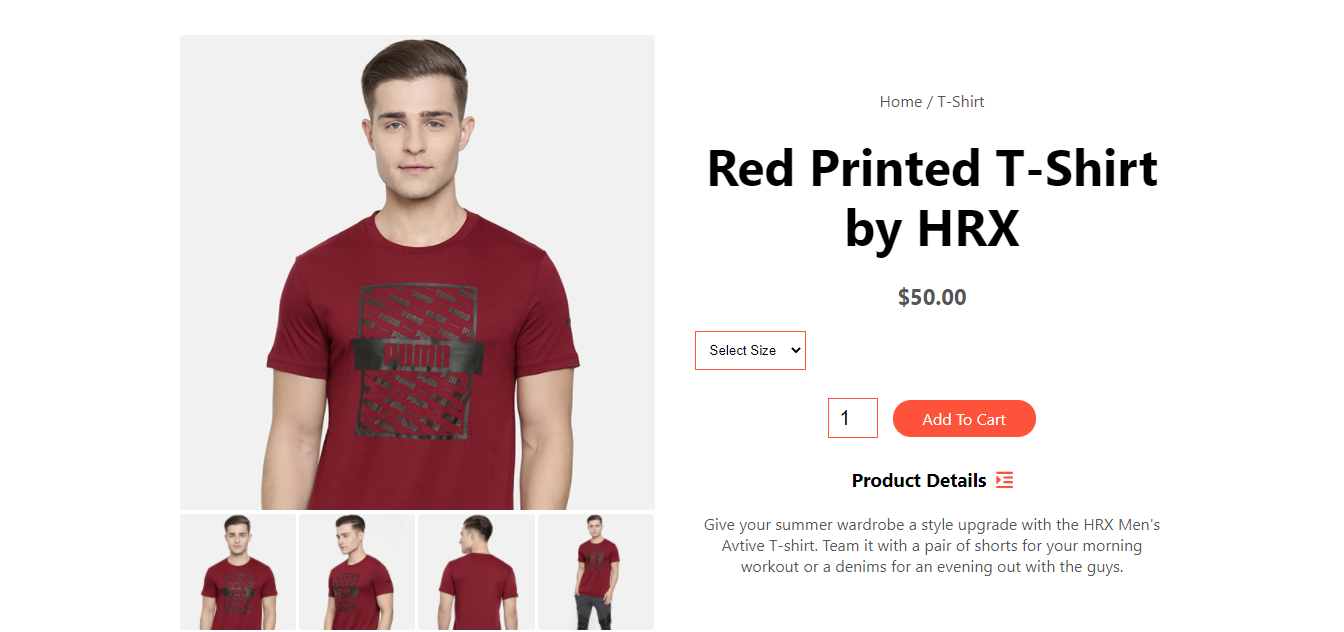 Home / T-Shirt
Red Printed T-Shirt
by HRX
$50.00
Select Size
1
Add To Cart
Product Details
Give your summer wardrobe a style upgrade with the HRX Men's
Avtive T-shirt. Team it with a pair of shorts for your morning
workout or a denims for an evening out with the guys.
PUMA